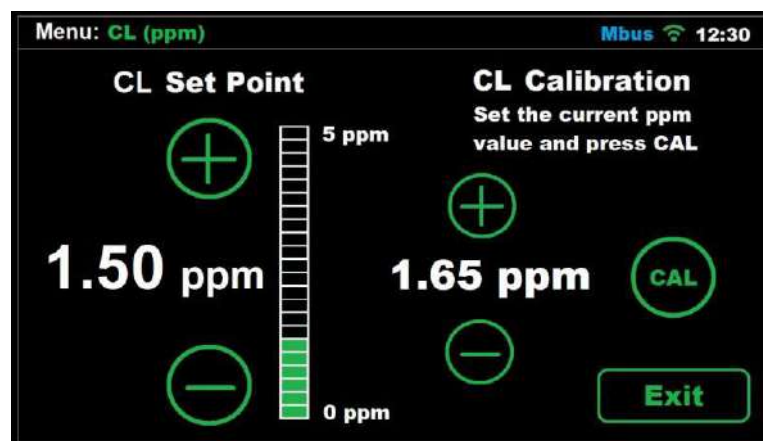 Menu: CL (ppm)
Mbus 12:30
CL Set Point
5 ppm
1.50 ppm
0 ppm
CL Calibration
Set the current ppm
value and press CAL
1.65 ppm
CAL
Exit